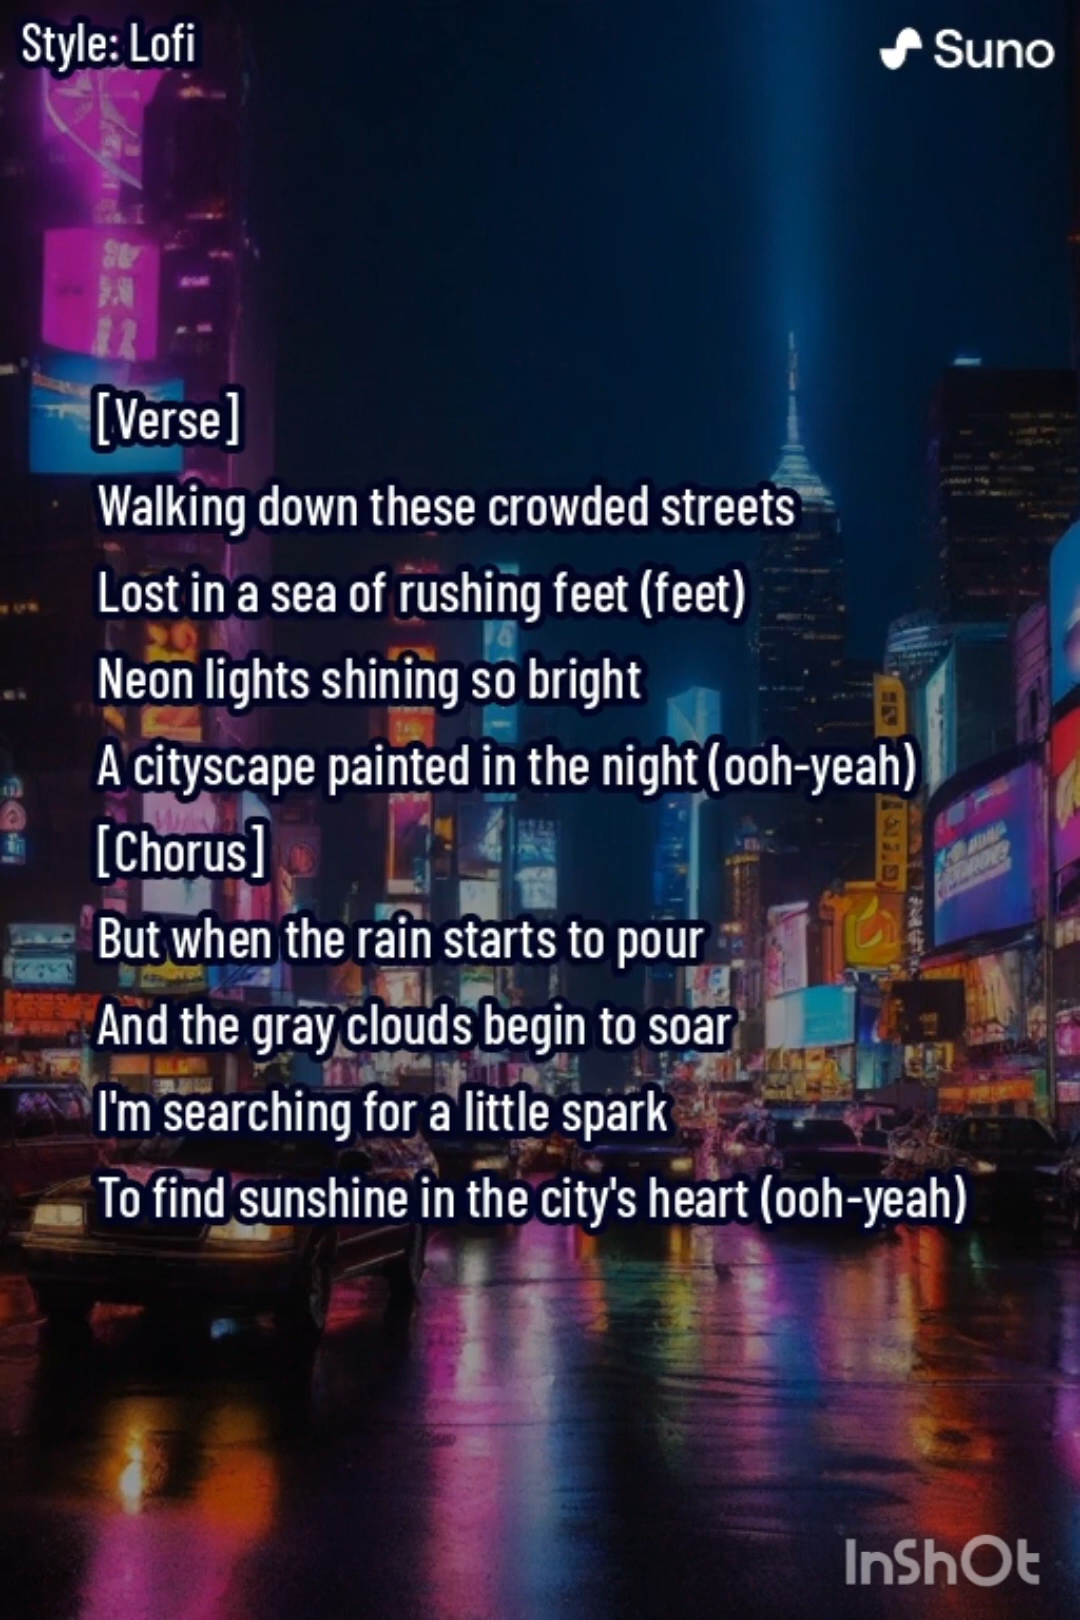 Style: Lofi
Suno
[Verse]
Walking down these crowded streets
Lost in a sea of rushing feet (feet)
Neon lights shining so bright
A cityscape painted in the night (ooh-yeah)
[Chorus]
But when the rain starts to pour
And the gray clouds begin to soar
I'm searching for a little spark
To find sunshine in the city's heart (ooh-yeah)
InShOt